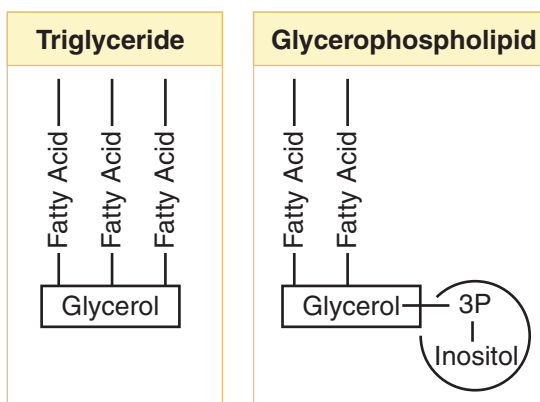 Triglyceride
Fatty Acid
Fatty Acid
Fatty Acid
Glycerol
Glycerophospholipid
Fatty Acid
Fatty Acid
Glycerol
3P
Inositol